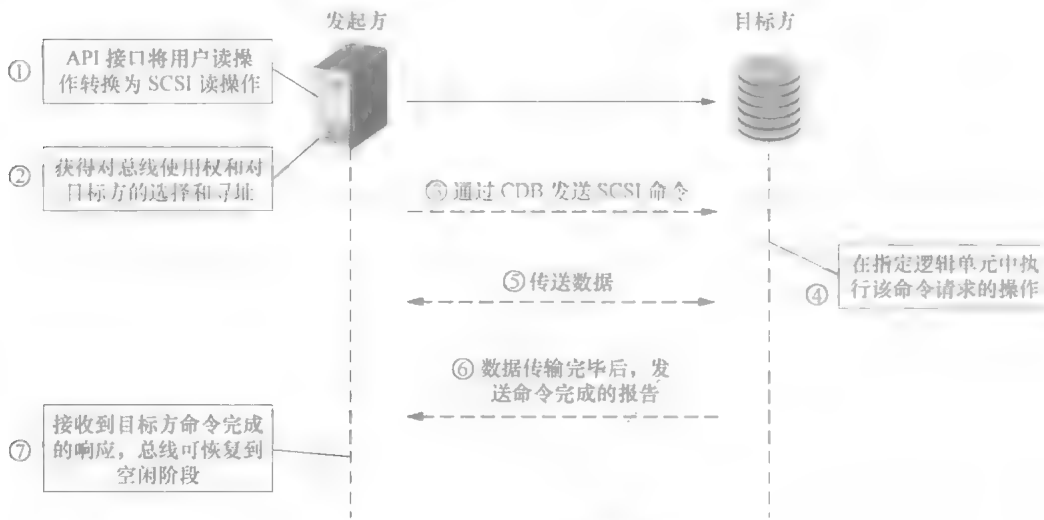 发起方
目标方
① API 接口将用户读操
作转换为 SCSI 读操作
② 获得对总线使用权和对
目标方的选择和寻址
③ 通过 CDB 发送 SCSI 命令
④ 在指定逻辑单元中执
行该命令请求的操作
⑤ 传送数据
⑥ 数据传输完毕后，发
送命令完成的报告
⑦ 接收到目标方命令完成
的响应，总线可恢复到
空闲阶段